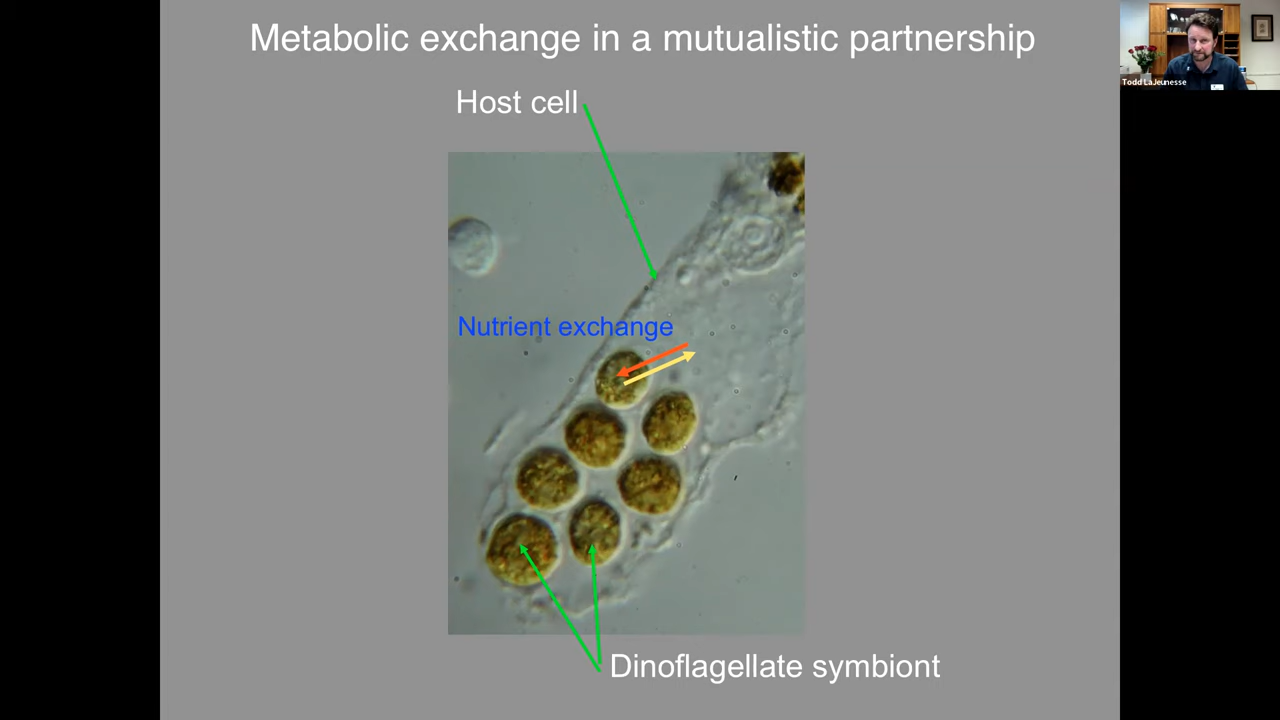 Metabolic exchange in a mutualistic partnership
Todd LaJeunesse
Host cell
Nutrient exchange
Dinoflagellate symbiont